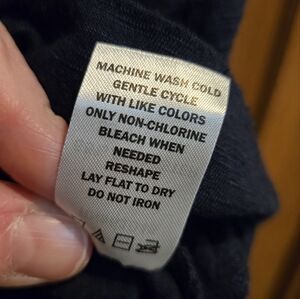 MACHINE WASH COLD
GENTLE CYCLE
WITH LIKE COLORS
ONLY NON-CHLORINE
BLEACH WHEN
NEEDED
RESHAPE
LAY FLAT TO DRY
DO NOT IRON